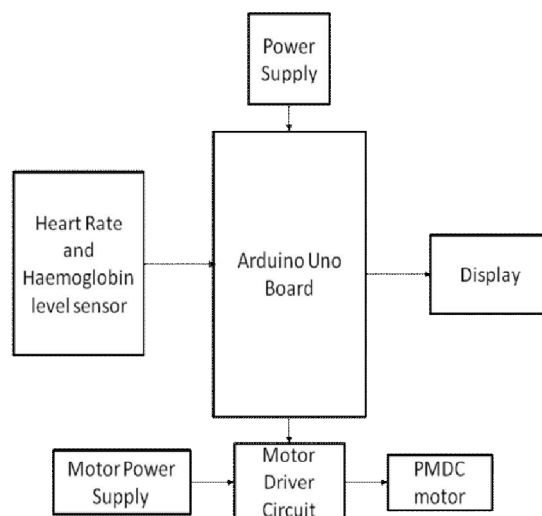 Power
Supply
Heart Rate
and
Haemoglobin
level sensor
Arduino Uno
Board
Display
Motor Power
Supply
Motor
Driver
Circuit
PMDC
motor